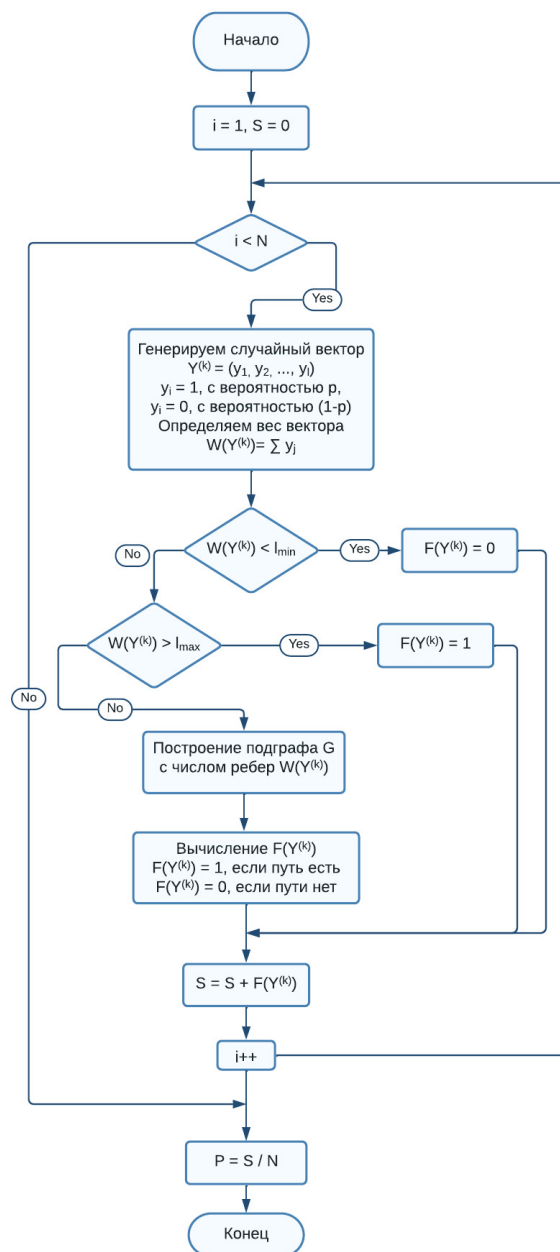 Начало
i = 1, S = 0
i < N
Yes
Генерируем случайный вектор
Y⁽ᵏ⁾ = (y₁, y₂, ..., yₗ)
yᵢ = 1, с вероятностью p,
yᵢ = 0, с вероятностью (1-p)
Определяем вес вектора
W(Y⁽ᵏ⁾)= ∑ yⱼ
W(Y⁽ᵏ⁾) < lₘᵢₙ
Yes
F(Y⁽ᵏ⁾) = 0
No
W(Y⁽ᵏ⁾) > lₘₐₓ
Yes
F(Y⁽ᵏ⁾) = 1
No
No
Построение подграфа G
с числом ребер W(Y⁽ᵏ⁾)
Вычисление F(Y⁽ᵏ⁾)
F(Y⁽ᵏ⁾) = 1, если путь есть
F(Y⁽ᵏ⁾) = 0, если пути нет
S = S + F(Y⁽ᵏ⁾)
i++
P = S / N
Конец